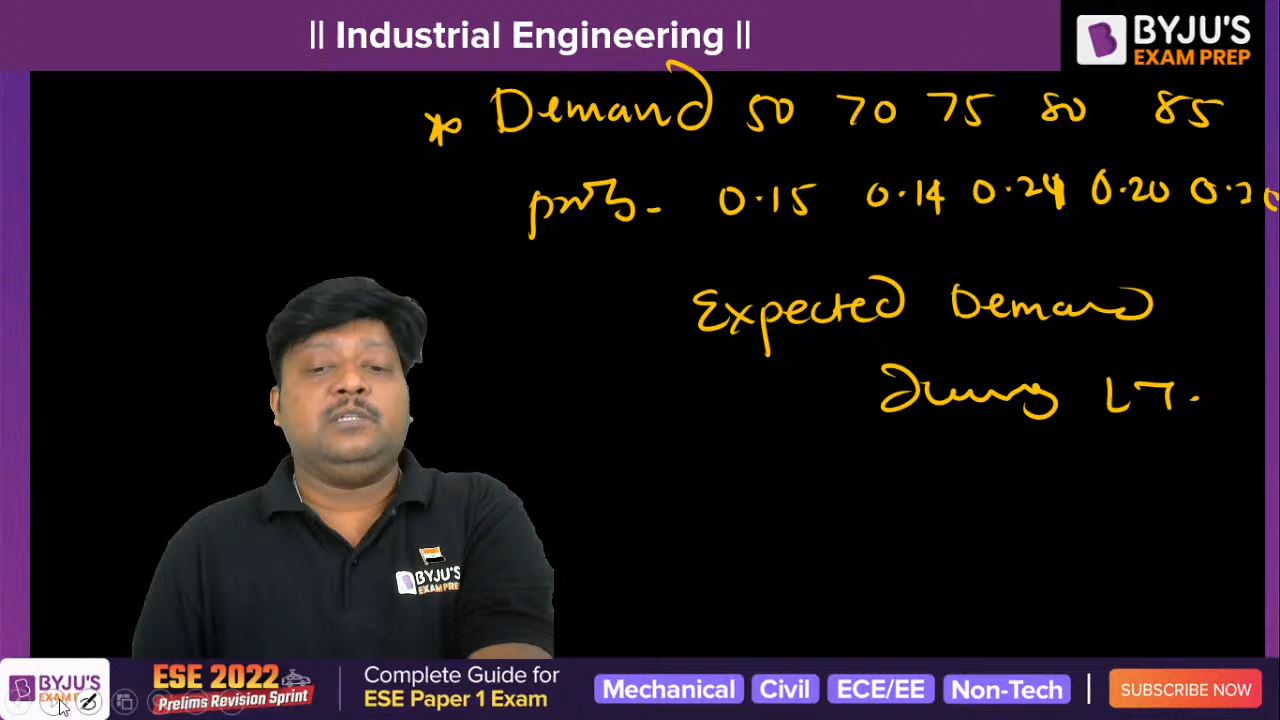 || Industrial Engineering ||
BYJU'S
EXAM PREP
* Demand 50 70 75 80 85
prob. 0.15 0.14 0.24 0.20 0.20
Expected Demand
During LT.
BYJU'S
EXAM PREP
BYJU'S
ESE 2022
Prelims Revision Sprint
Complete Guide for
ESE Paper 1 Exam
Mechanical Civil ECE/EE Non-Tech
SUBSCRIBE NOW